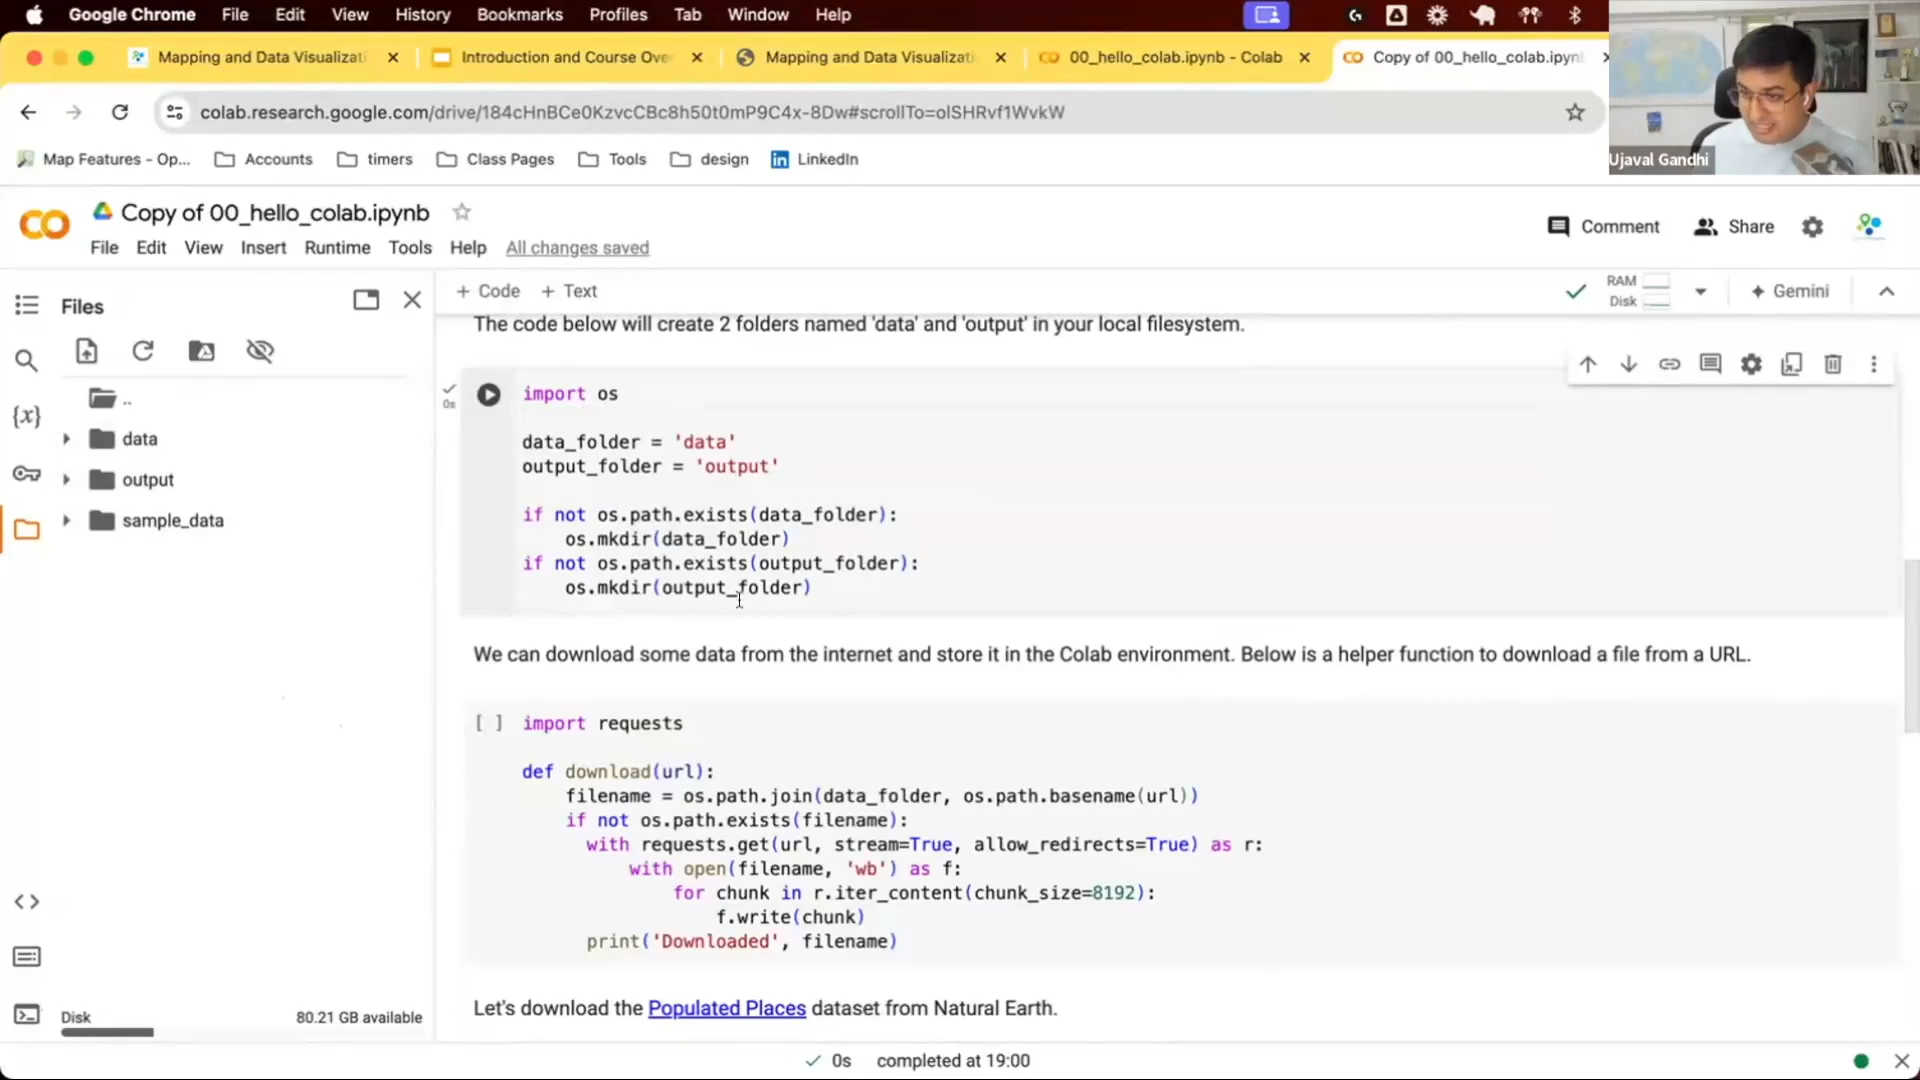 Google Chrome File Edit View History Bookmarks Profiles Tab Window Help
Mapping and Data Visualizati
Introduction and Course Ove
Mapping and Data Visualizati
00_hello_colab.ipynb - Colab
Copy of 00_hello_colab.ipynb
colab.research.google.com/drive/184cHnBCe0KzvcCBc8h50t0mP9C4x-8Dw#scrollTo=olSHRvf1WvkW
Map Features - Op...
Accounts
timers
Class Pages
Tools
design
LinkedIn
Ujaval Gandhi
Copy of 00_hello_colab.ipynb
File Edit View Insert Runtime Tools Help All changes saved
Comment
Share
Files
+ Code + Text
RAM
Disk
Gemini
The code below will create 2 folders named 'data' and 'output' in your local filesystem.
..
data
output
sample_data
0s
import os
data_folder = 'data'
output_folder = 'output'
if not os.path.exists(data_folder):
os.mkdir(data_folder)
if not os.path.exists(output_folder):
os.mkdir(output_folder)
We can download some data from the internet and store it in the Colab environment. Below is a helper function to download a file from a URL.
[ ] import requests
def download(url):
filename = os.path.join(data_folder, os.path.basename(url))
if not os.path.exists(filename):
with requests.get(url, stream=True, allow_redirects=True) as r:
with open(filename, 'wb') as f:
for chunk in r.iter_content(chunk_size=8192):
f.write(chunk)
print('Downloaded', filename)
Let's download the Populated Places dataset from Natural Earth.
Disk 80.21 GB available
0s completed at 19:00